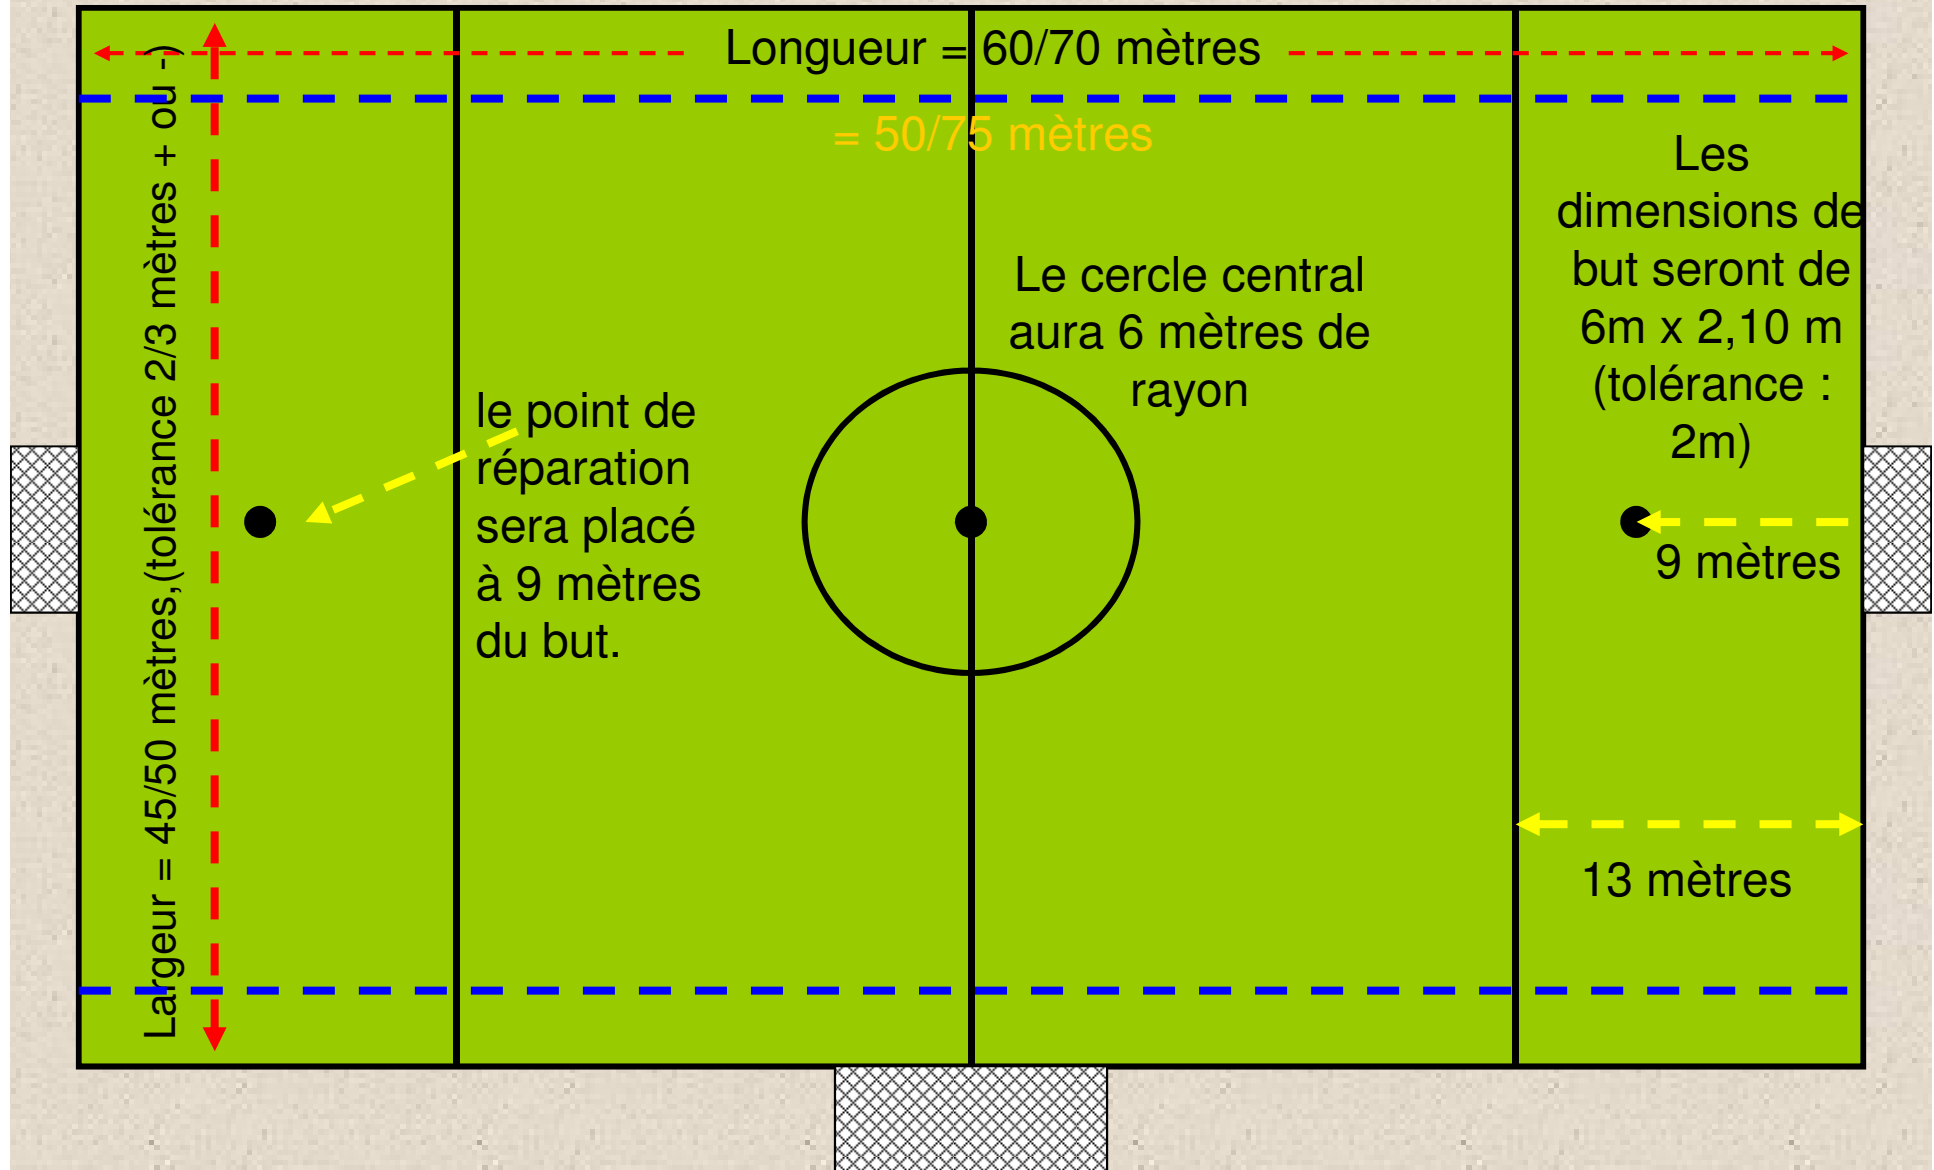 Longueur = 60/70 mètres
= 50/75 mètres
Largeur = 45/50 mètres,(tolérance 2/3 mètres + ou -)
le point de
réparation
sera placé
à 9 mètres
du but.
Le cercle central
aura 6 mètres de
rayon
Les
dimensions de
but seront de
6m x 2,10 m
(tolérance :
2m)
9 mètres
13 mètres